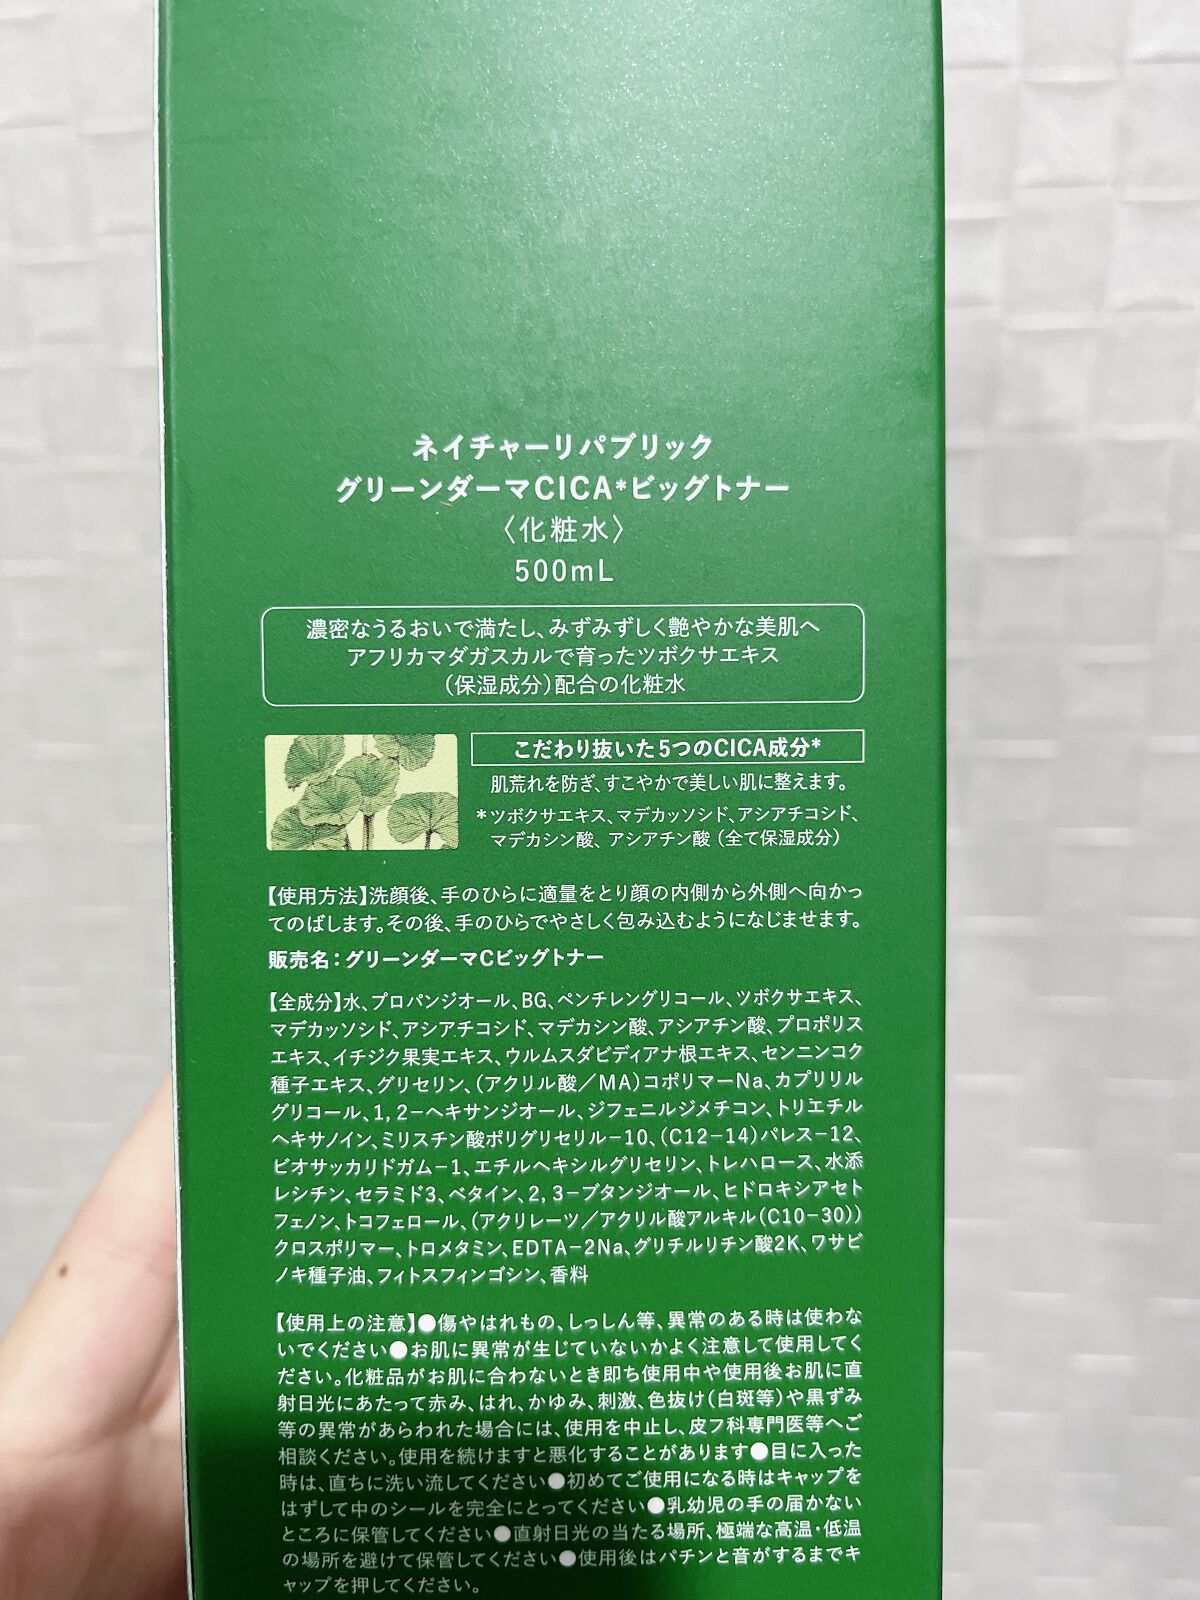 ネイチャーリパブリック
グリーンダーマCICA*ビッグトナー
〈化粧水〉
500mL
濃密なうるおいで満たし、みずみずしく艶やかな美肌へ
アフリカマダガスカルで育ったツボクサエキス
(保湿成分)配合の化粧水
こだわり抜いた5つのCICA成分*
肌荒れを防ぎ、すこやかで美しい肌に整えます。
*ツボクサエキス、マデカッソシド、アシアチコシド、
マデカシン酸、アシアチン酸(全て保湿成分)
【使用方法】洗顔後、手のひらに適量をとり顔の内側から外側へ向かっ
てのばします。その後、手のひらでやさしく包み込むようになじませます。
販売名:グリーンダーマCビッグトナー
【全成分】水、プロパンジオール、BG、ペンチレングリコール、ツボクサエキス、
マデカッソシド、アシアチコシド、マデカシン酸、アシアチン酸、プロポリス
エキス、イチジク果実エキス、ウルムスダビディアナ根エキス、センニンコク
種子エキス、グリセリン、(アクリル酸/MA)コポリマーNa、カプリリル
グリコール、1,2-ヘキサンジオール、ジフェニルジメチコン、トリエチル
ヘキサノイン、ミリスチン酸ポリグリセリル-10、(C12-14)パレス-12、
ビオサッカリドガム-1、エチルヘキシルグリセリン、トレハロース、水添
レシチン、セラミド3、ベタイン、2,3-ブタンジオール、ヒドロキシアセト
フェノン、トコフェロール、(アクリレーツ/アクリル酸アルキル(C10-30))
クロスポリマー、トロメタミン、EDTA-2Na、グリチルリチン酸2K、ワサビ
ノキ種子油、フィトスフィンゴシン、香料
【使用上の注意】●傷やはれもの、しっしん等、異常のある時は使わな
いでください●お肌に異常が生じていないかよく注意して使用してく
ださい。化粧品がお肌に合わないとき即ち使用中や使用後お肌に直
射日光にあたって赤み、はれ、かゆみ、刺激、色抜け(白斑等)や黒ずみ
等の異常があらわれた場合には、使用を中止し、皮フ科専門医等へご
相談ください。使用を続けますと悪化することがあります●目に入った
時は、直ちに洗い流してください●初めてご使用になる時はキャップを
はずして中のシールを完全にとってください●乳幼児の手の届かない
ところに保管してください●直射日光の当たる場所、極端な高温・低温
の場所を避けて保管してください●使用後はパチンと音がするまでキ
ャップを押してください。